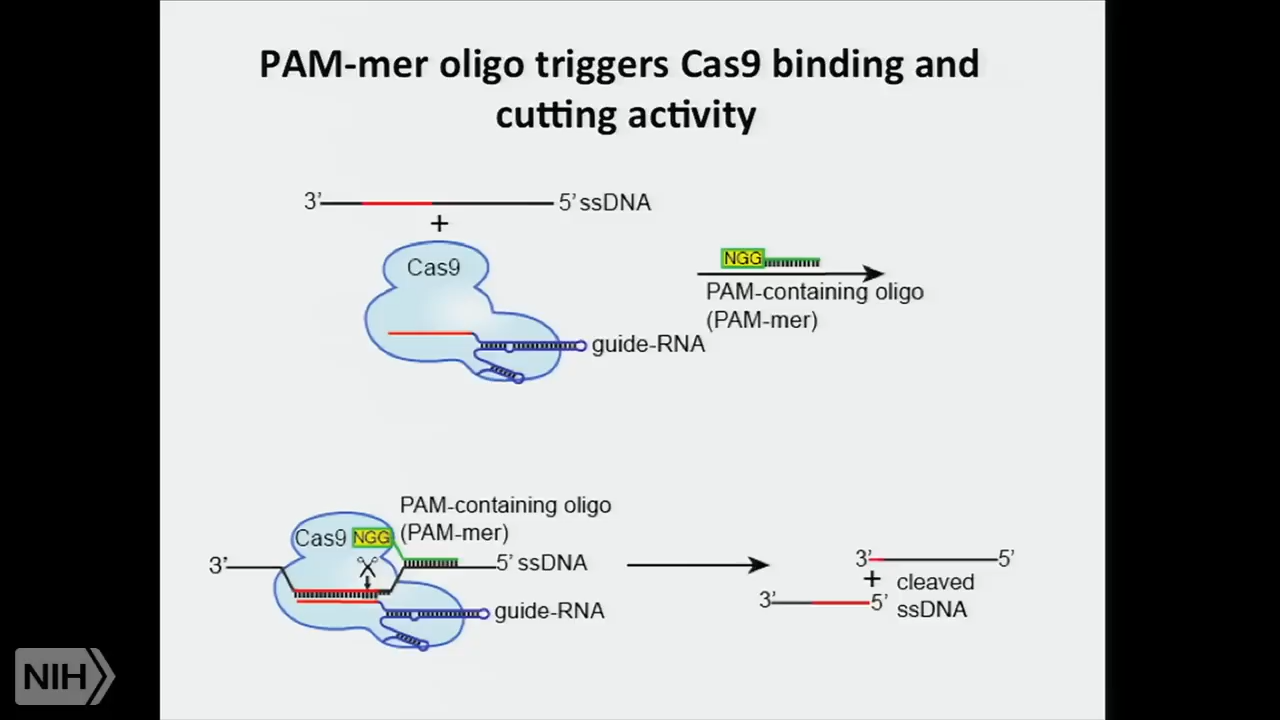 PAM-mer oligo triggers Cas9 binding and
cutting activity
3'
5' ssDNA
+
Cas9
guide-RNA
NGG
PAM-containing oligo
(PAM-mer)
PAM-containing oligo
(PAM-mer)
Cas9
NGG
3'
5' ssDNA
guide-RNA
3'
5'
+
cleaved
ssDNA
3'
5'
NIH